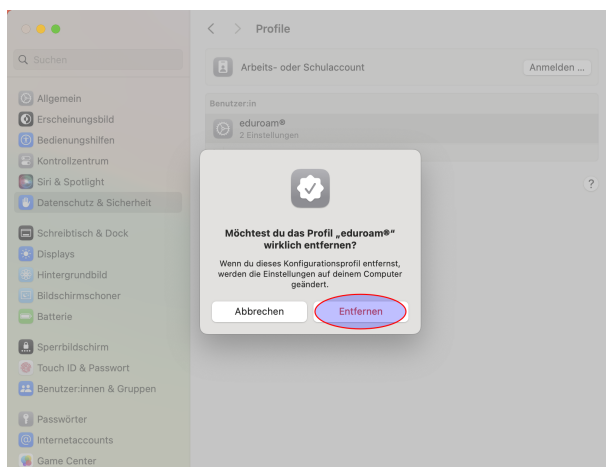 Profile
Suchen
Arbeits- oder Schulaccount
Anmelden ...
Allgemein
Erscheinungsbild
Bedienungshilfen
Kontrollzentrum
Siri & Spotlight
Datenschutz & Sicherheit
Schreibtisch & Dock
Displays
Hintergrundbild
Bildschirmschoner
Batterie
Sperrbildschirm
Touch ID & Passwort
Benutzer:innen & Gruppen
Passwörter
Internetaccounts
Game Center
Benutzer:in
eduroam®
2 Einstellungen
?
Möchtest du das Profil „eduroam®“
wirklich entfernen?
Wenn du dieses Konfigurationsprofil entfernst,
werden die Einstellungen auf deinem Computer
geändert.
Abbrechen
Entfernen